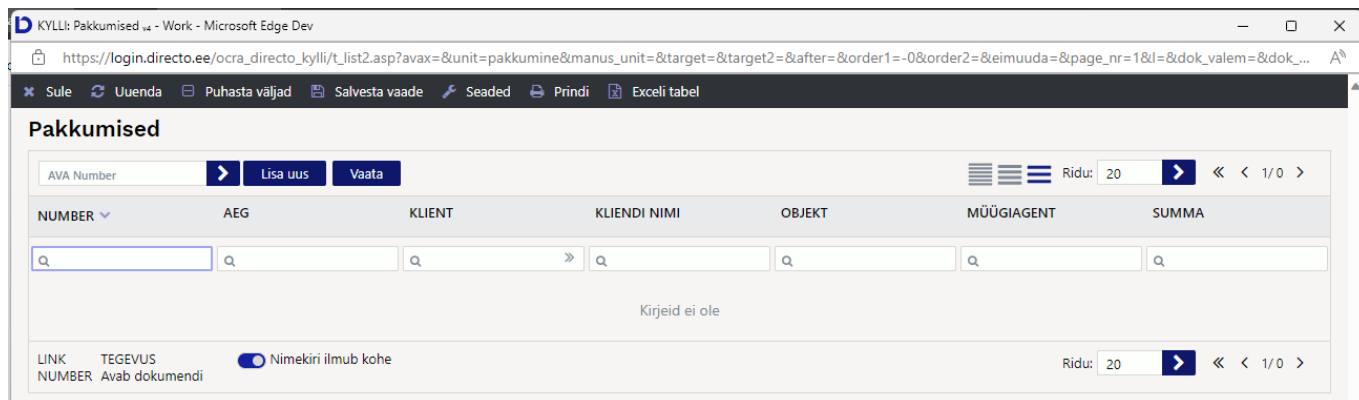 KYLLI: Pakkumised v4 - Work - Microsoft Edge Dev
https://login.directo.ee/ocra_directo_kylli/t_list2.asp?avax=&unit=pakkumine&manus_unit=&target=&target2=&after=&order1=-0&order2=&eimuuda=&page_nr=1&l=&dok_valem=&dok_...
Sule Uuenda Puhasta väljad Salvesta vaade Seaded Prindi Exceli tabel
Pakkumised
AVA Number Lisa uus Vaata Ridu: 20 1/ 0
NUMBER AEG KLIENT KLIENDI NIMI OBJEKT MÜÜGIAGENT SUMMA
Kirjeid ei ole
LINK TEGEVUS Nimekiri ilmub kohe Ridu: 20 1/ 0
NUMBER Avab dokumendi